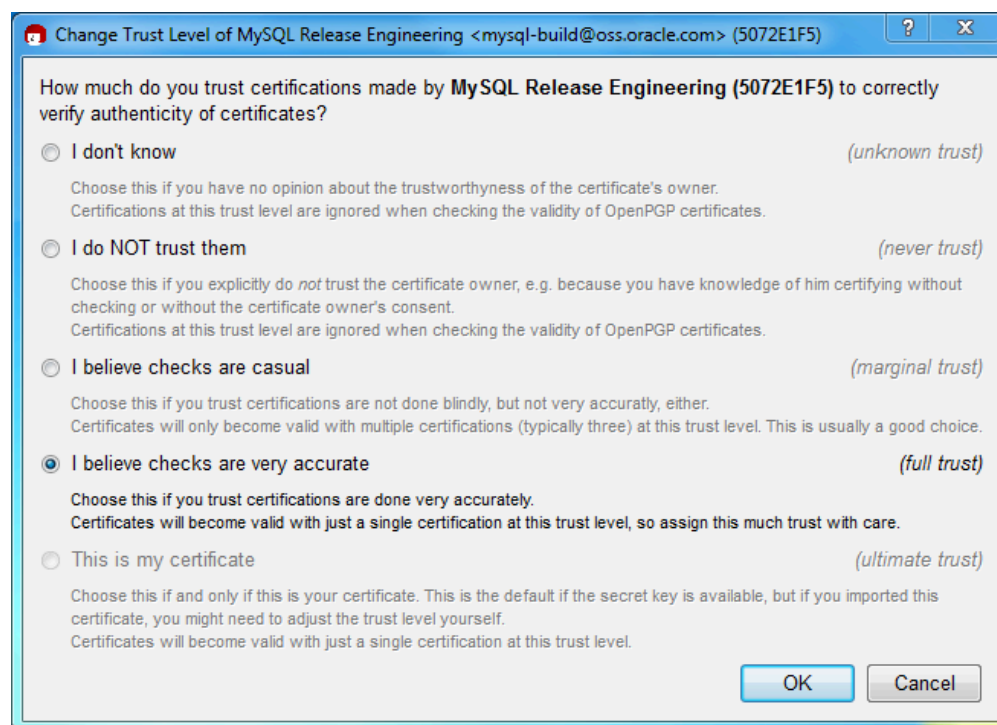 Change Trust Level of MySQL Release Engineering <mysql-build@oss.oracle.com> (5072E1F5)
How much do you trust certifications made by MySQL Release Engineering (5072E1F5) to correctly
verify authenticity of certificates?
I don't know (unknown trust)
Choose this if you have no opinion about the trustworthyness of the certificate's owner.
Certifications at this trust level are ignored when checking the validity of OpenPGP certificates.
I do NOT trust them (never trust)
Choose this if you explicitly do not trust the certificate owner, e.g. because you have knowledge of him certifying without
checking or without the certificate owner's consent.
Certifications at this trust level are ignored when checking the validity of OpenPGP certificates.
I believe checks are casual (marginal trust)
Choose this if you trust certifications are not done blindly, but not very accuratly, either.
Certificates will only become valid with multiple certifications (typically three) at this trust level. This is usually a good choice.
I believe checks are very accurate (full trust)
Choose this if you trust certifications are done very accurately.
Certificates will become valid with just a single certification at this trust level, so assign this much trust with care.
This is my certificate (ultimate trust)
Choose this if and only if this is your certificate. This is the default if the secret key is available, but if you imported this
certificate, you might need to adjust the trust level yourself.
Certificates will become valid with just a single certification at this trust level.
OK Cancel